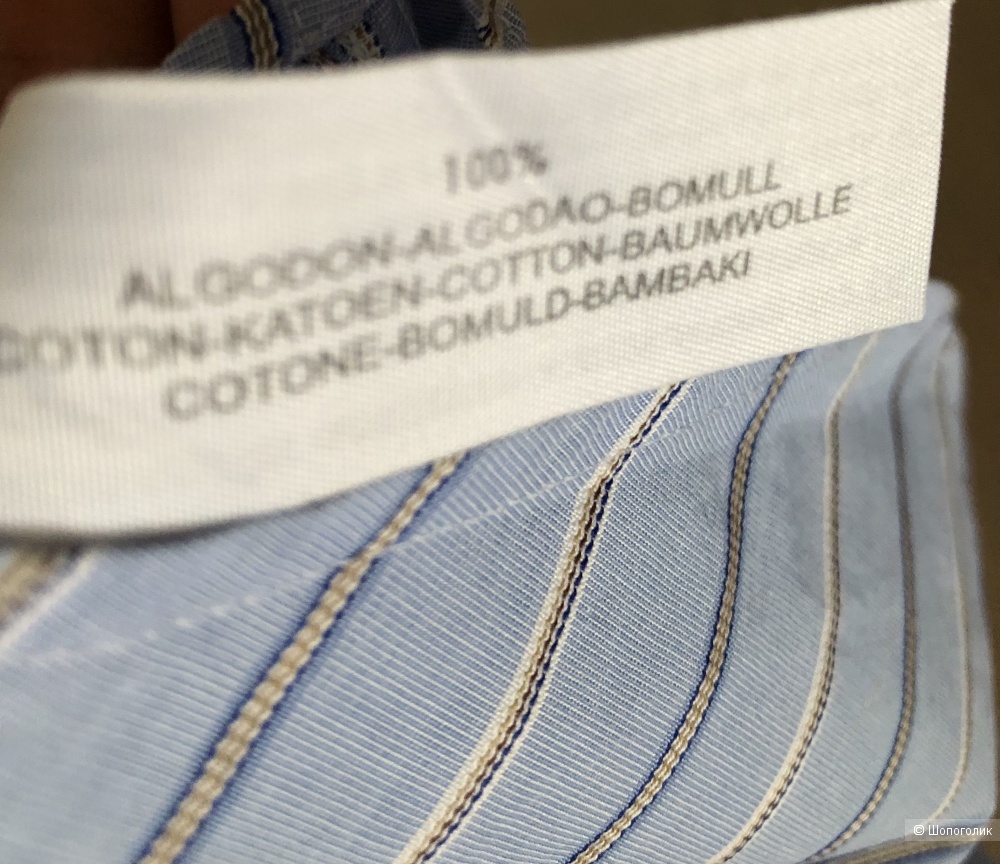 100%
ALGODON-ALGODAO-BOMULL
COTON-KATOEN-COTTON-BAUMWOLLE
COTONE-BOMULD-BAMBAKI
© Шопоголик